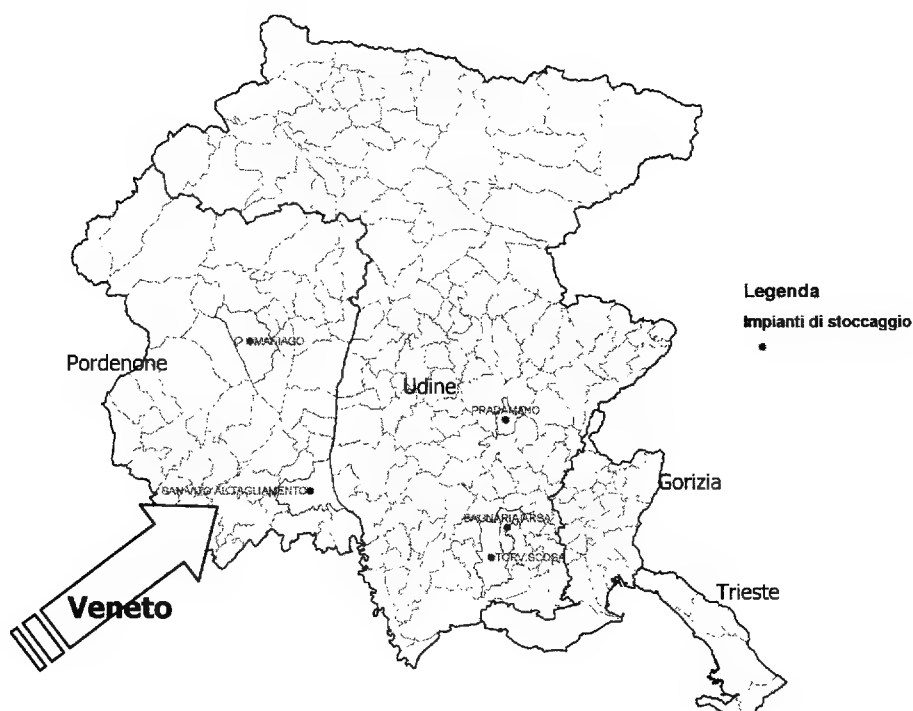 Legenda
Impianti di stoccaggio
MANIAGO
Pordenone
Udine
PRADAMANO
Gorizia
SAN VITO AL TAGLIAMENTO
BAGNARIA ARSA
TORVISCOSA
Trieste
Veneto